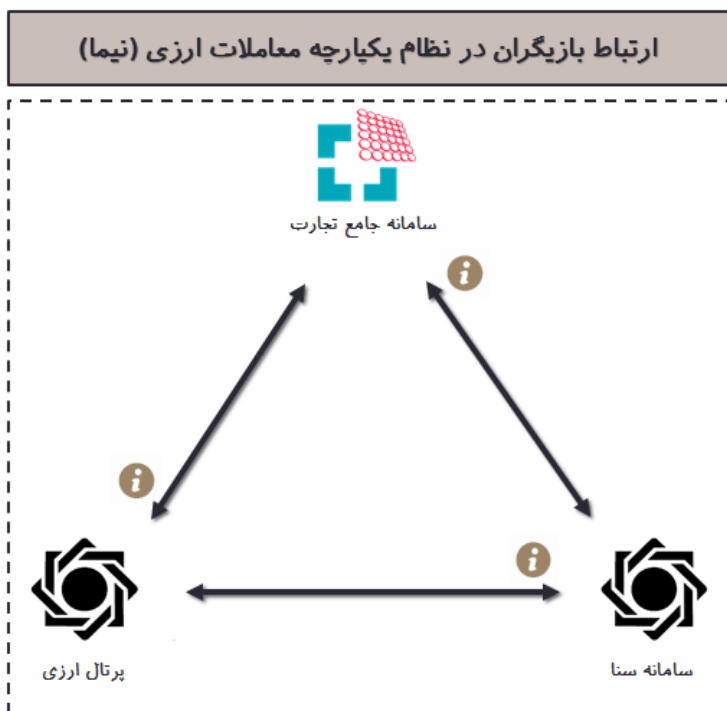 ارتباط بازیگران در نظام یکپارچه معاملات ارزی (نیما)
سامانه جامع تجارت
i
i
i
پرتال ارزی
سامانه سنا